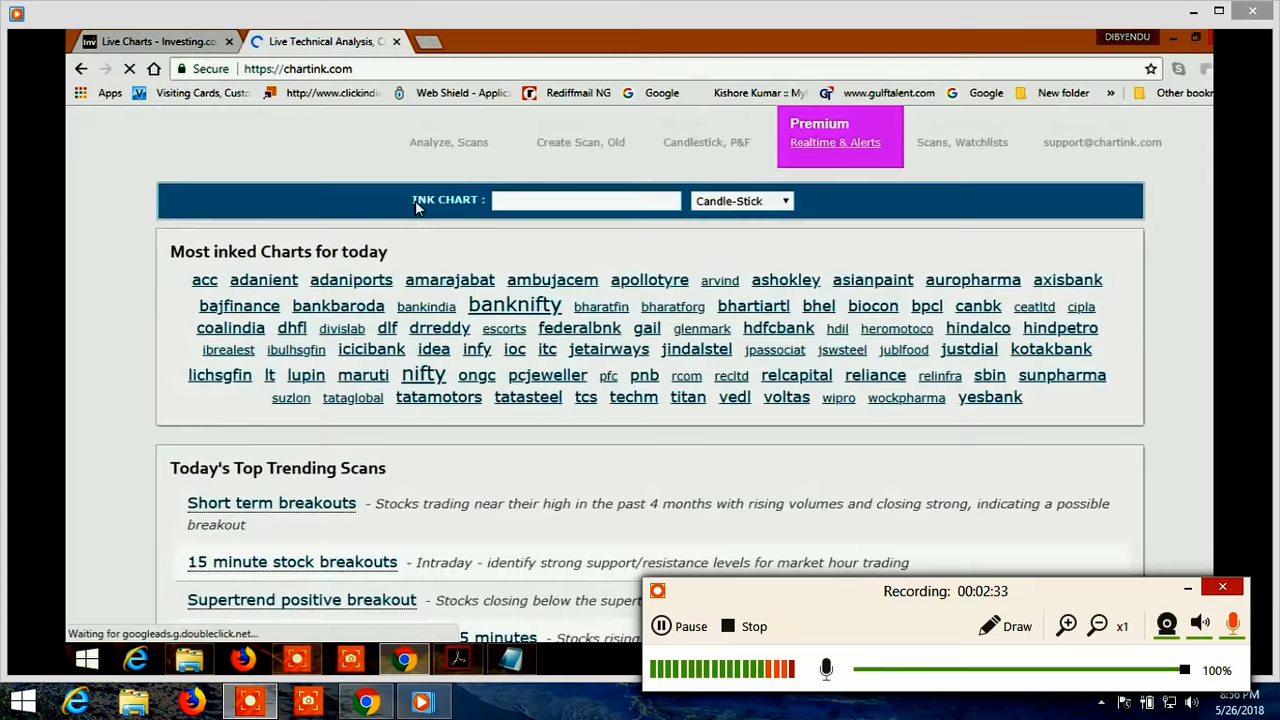 Live Charts - Investing.co
Live Technical Analysis, C
DIBYENDU
Secure https://chartink.com
Apps Visiting Cards, Custo http://www.clickindia Web Shield - Applic Rediffmail NG Google Kishore Kumar :: My www.gulftalent.com Google New folder » Other bookm
Analyze, Scans Create Scan, Old Candlestick, P&F Premium Realtime & Alerts Scans, Watchlists support@chartink.com
INK CHART : Candle-Stick
Most inked Charts for today
acc adanient adaniports amarajabat ambujacem apollotyre arvind ashokley asianpaint auropharma axisbank
bajfinance bankbaroda bankindia banknifty bharatfin bharatforg bhartiartl bhel biocon bpcl canbk ceatltd cipla
coalindia dhfl divislab dlf drreddy escorts federalbnk gail glenmark hdfcbank hdil heromotoco hindalco hindpetro
ibrealest ibulhsgfin icicibank idea infy ioc itc jetairways jindalstel jpassociat jswsteel jublfood justdial kotakbank
lichsgfin lt lupin maruti nifty ongc pcjeweller pfc pnb rcom recltd relcapital reliance relinfra sbin sunpharma
suzlon tataglobal tatamotors tatasteel tcs techm titan vedl voltas wipro wockpharma yesbank
Today's Top Trending Scans
Short term breakouts - Stocks trading near their high in the past 4 months with rising volumes and closing strong, indicating a possible
breakout
15 minute stock breakouts - Intraday - identify strong support/resistance levels for market hour trading
Supertrend positive breakout - Stocks closing below the supert
5 minutes - Stocks rising
Waiting for googleads.g.doubleclick.net...
Recording: 00:02:33
Pause Stop Draw x1
100%
8:56 PM
5/26/2018